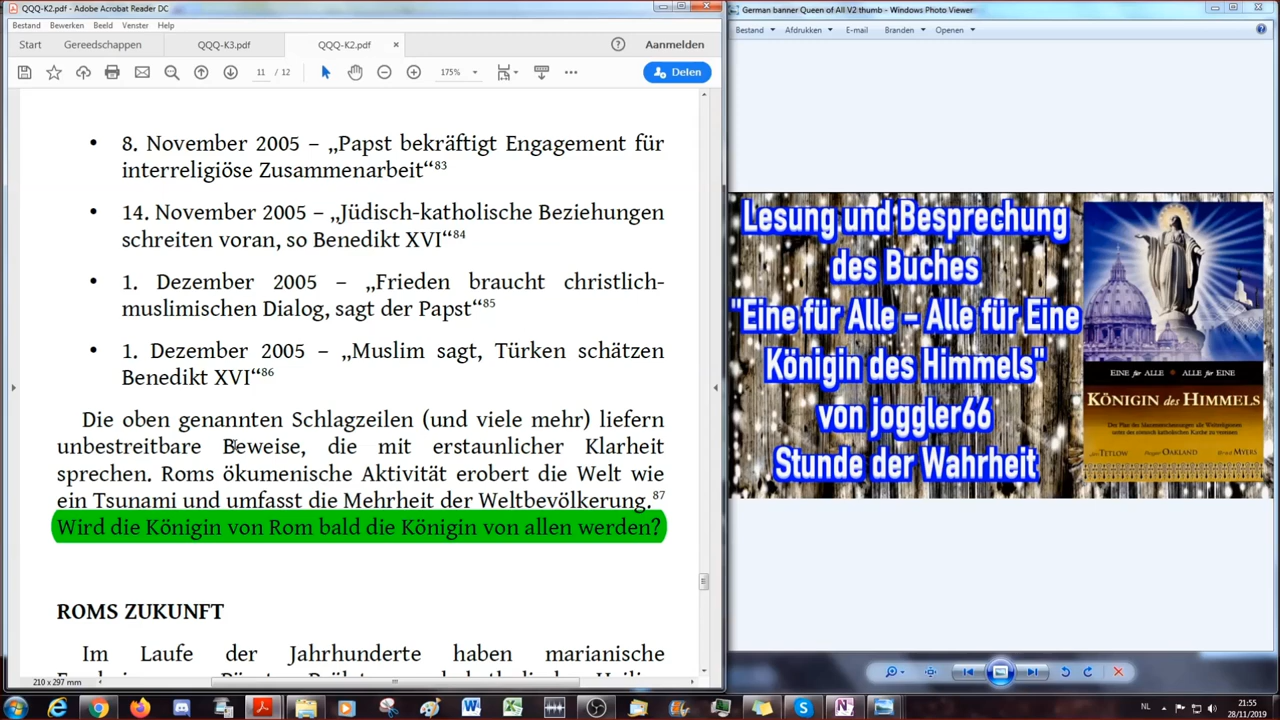 QQQ-K2.pdf - Adobe Acrobat Reader DC
Bestand Bewerken Beeld Venster Help
Start Gereedschappen QQQ-K3.pdf QQQ-K2.pdf × Aanmelden
11 / 12 175% Delen
• 8. November 2005 – „Papst bekräftigt Engagement für
interreligiöse Zusammenarbeit“83
• 14. November 2005 – „Jüdisch-katholische Beziehungen
schreiten voran, so Benedikt XVI“84
• 1. Dezember 2005 – „Frieden braucht christlich-
muslimischen Dialog, sagt der Papst“85
• 1. Dezember 2005 – „Muslim sagt, Türken schätzen
Benedikt XVI“86
Die oben genannten Schlagzeilen (und viele mehr) liefern
unbestreitbare Beweise, die mit erstaunlicher Klarheit
sprechen. Roms ökumenische Aktivität erobert die Welt wie
ein Tsunami und umfasst die Mehrheit der Weltbevölkerung.87
Wird die Königin von Rom bald die Königin von allen werden?
ROMS ZUKUNFT
Im Laufe der Jahrhunderte haben marianische
210 x 297 mm
German banner Queen of All V2 thumb - Windows Photo Viewer
Bestand Afdrukken E-mail Branden Openen
Lesung und Besprechung
des Buches
"Eine für Alle – Alle für Eine
Königin des Himmels"
von joggler66
Stunde der Wahrheit
EINE für ALLE ALLE für EINE
KÖNIGIN des HIMMELS
TETLOW OAKLAND MYERS
NL 21:55
28/11/2019